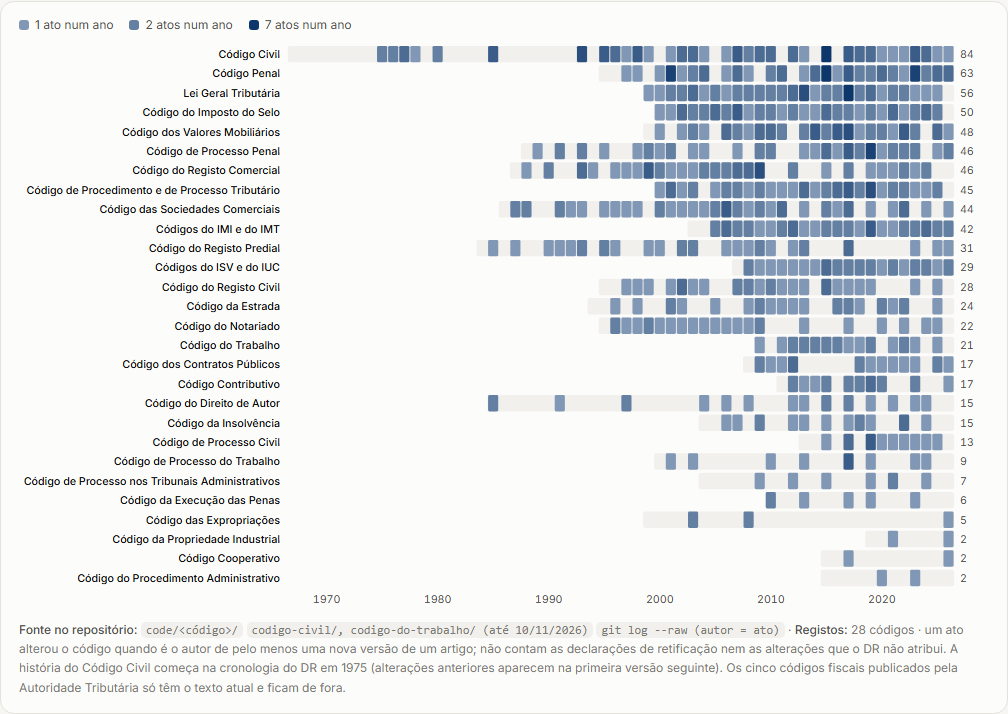 1 ato num ano 2 atos num ano 7 atos num ano
Código Civil 84
Código Penal 63
Lei Geral Tributária 56
Código do Imposto do Selo 50
Código dos Valores Mobiliários 48
Código de Processo Penal 46
Código do Registo Comercial 46
Código de Procedimento e de Processo Tributário 45
Código das Sociedades Comerciais 44
Códigos do IMI e do IMT 42
Código do Registo Predial 31
Códigos do ISV e do IUC 29
Código do Registo Civil 28
Código da Estrada 24
Código do Notariado 22
Código do Trabalho 21
Código dos Contratos Públicos 17
Código Contributivo 17
Código do Direito de Autor 15
Código da Insolvência 15
Código de Processo Civil 13
Código de Processo do Trabalho 9
Código de Processo nos Tribunais Administrativos 7
Código da Execução das Penas 6
Código das Expropriações 5
Código da Propriedade Industrial 2
Código Cooperativo 2
Código do Procedimento Administrativo 2
1970 1980 1990 2000 2010 2020
Fonte no repositório: code/<código>/ codigo-civil/, codigo-do-trabalho/ (até 10/11/2026) git log --raw (autor = ato) · Registos: 28 códigos · um ato
alterou o código quando é o autor de pelo menos uma nova versão de um artigo; não contam as declarações de retificação nem as alterações que o DR não atribui. A
história do Código Civil começa na cronologia do DR em 1975 (alterações anteriores aparecem na primeira versão seguinte). Os cinco códigos fiscais publicados pela
Autoridade Tributária só têm o texto atual e ficam de fora.